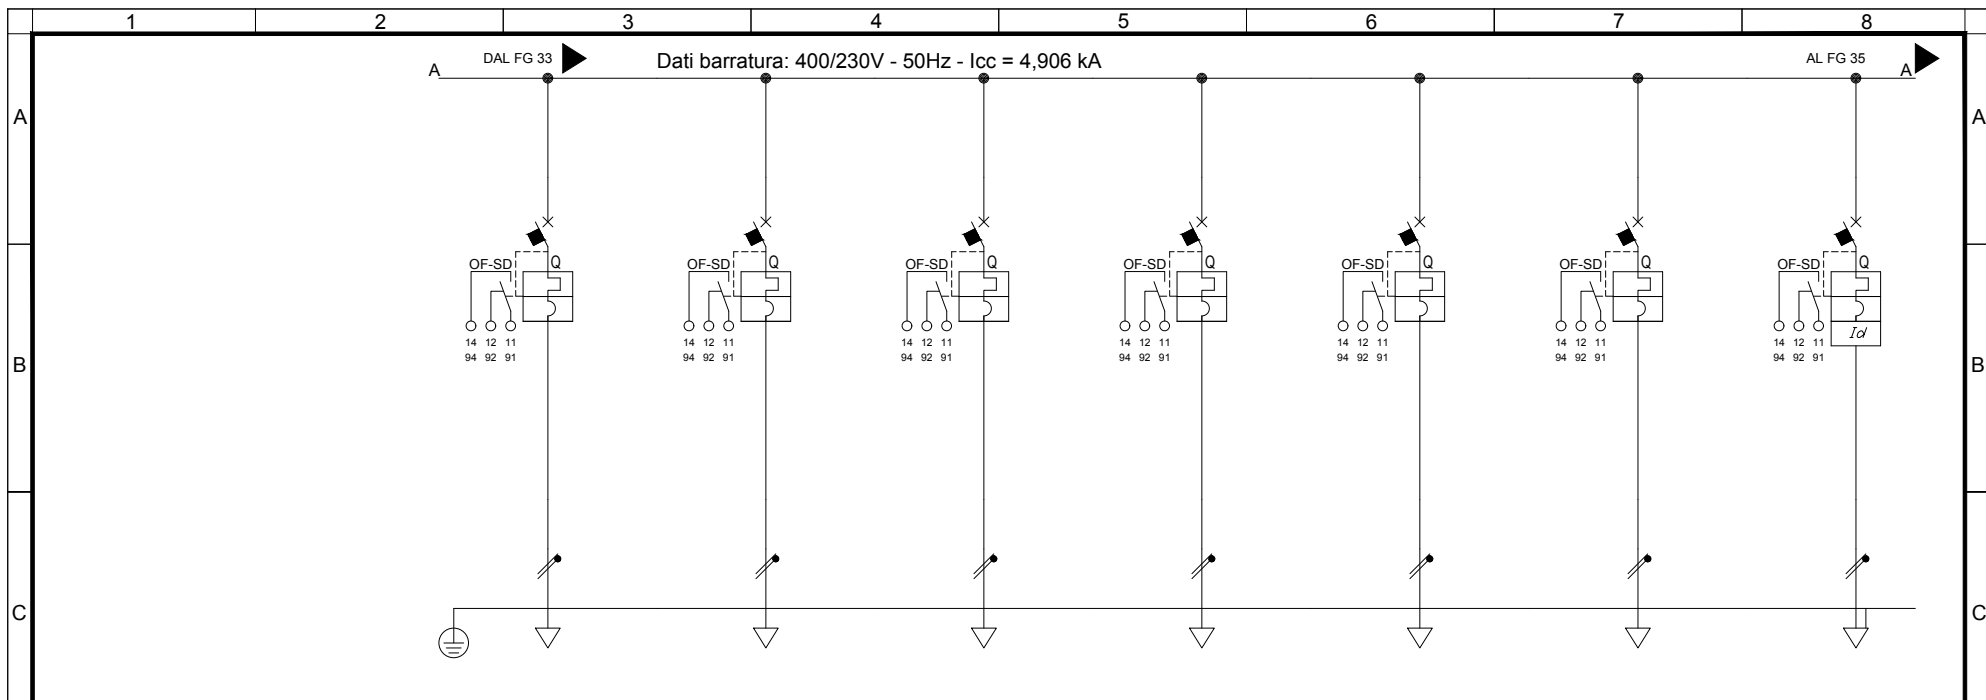 1 2 3 4 5 6 7 8
DAL FG 33 Dati barratura: 400/230V - 50Hz - Icc = 4,906 kA AL FG 35
A A
A A
OF-SD Q OF-SD Q OF-SD Q OF-SD Q OF-SD Q OF-SD Q OF-SD Q
Id
14 12 11 14 12 11 14 12 11 14 12 11 14 12 11 14 12 11 14 12 11
94 92 91 94 92 91 94 92 91 94 92 91 94 92 91 94 92 91 94 92 91
B B
C C